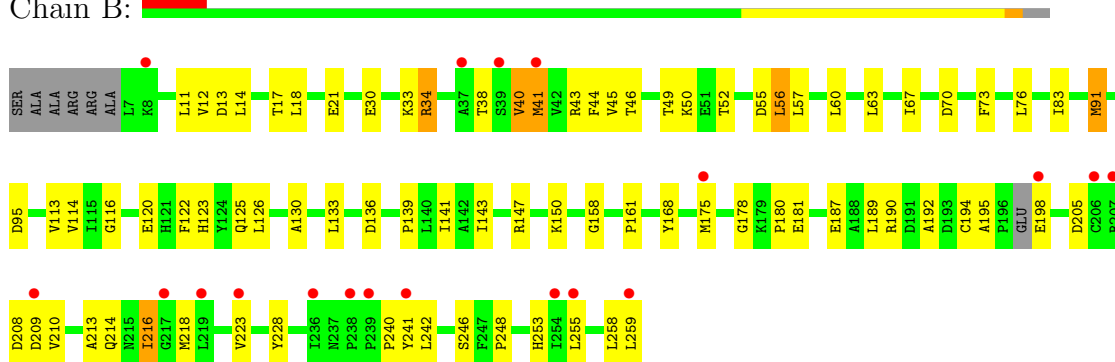 Chain B:
SER ALA ALA ARG ARG ALA L7 K8 L11 V12 D13 L14 T17 L18 E21 E30 K33 R34 A37 T38 S39 V40 M41 V42 R43 F44 V45 T46 T49 K50 E51 T52 D55 L56 L57 L60 L63 I67 D70 F73 L76 I83 M91
D95 V113 V114 I115 G116 E120 H121 F122 H123 Y124 Q125 L126 A130 L133 D136 P139 L140 I141 A142 I143 R147 K150 G158 P161 Y168 M175 G178 K179 P180 E181 E187 A188 L189 R190 D191 A192 D193 C194 A195 P196 GLU E198 D205 C206
D208 D209 V210 A213 Q214 N215 I216 G217 M218 L219 V223 Y228 I236 N237 P238 P239 P240 Y241 L242 S246 F247 P248 H253 I254 L255 L258 L259